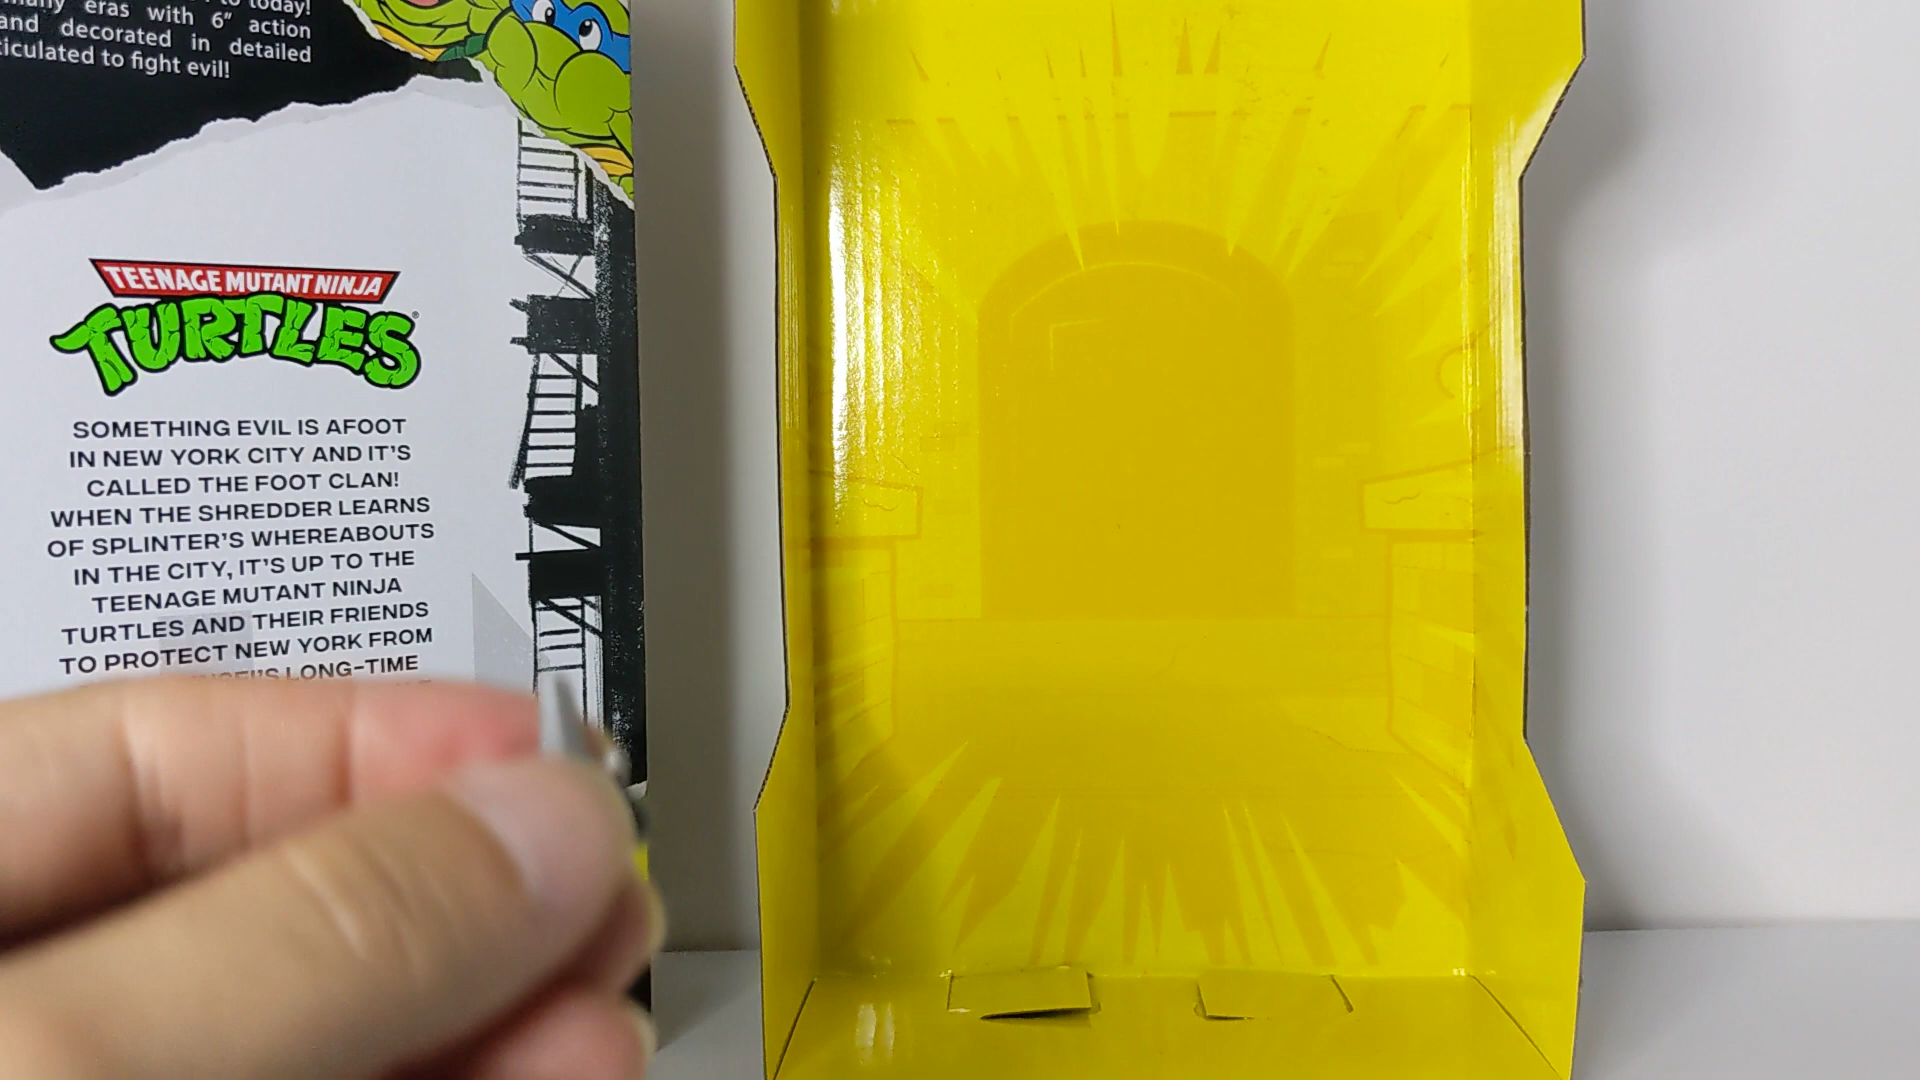 today!
eras with 6" action
and decorated in detailed
to fight evil!
TEENAGE MUTANT NINJA
TURTLES®
SOMETHING EVIL IS AFOOT
IN NEW YORK CITY AND IT'S
CALLED THE FOOT CLAN!
WHEN THE SHREDDER LEARNS
OF SPLINTER'S WHEREABOUTS
IN THE CITY, IT'S UP TO THE
TEENAGE MUTANT NINJA
TURTLES AND THEIR FRIENDS
TO PROTECT NEW YORK FROM
LONG-TIME